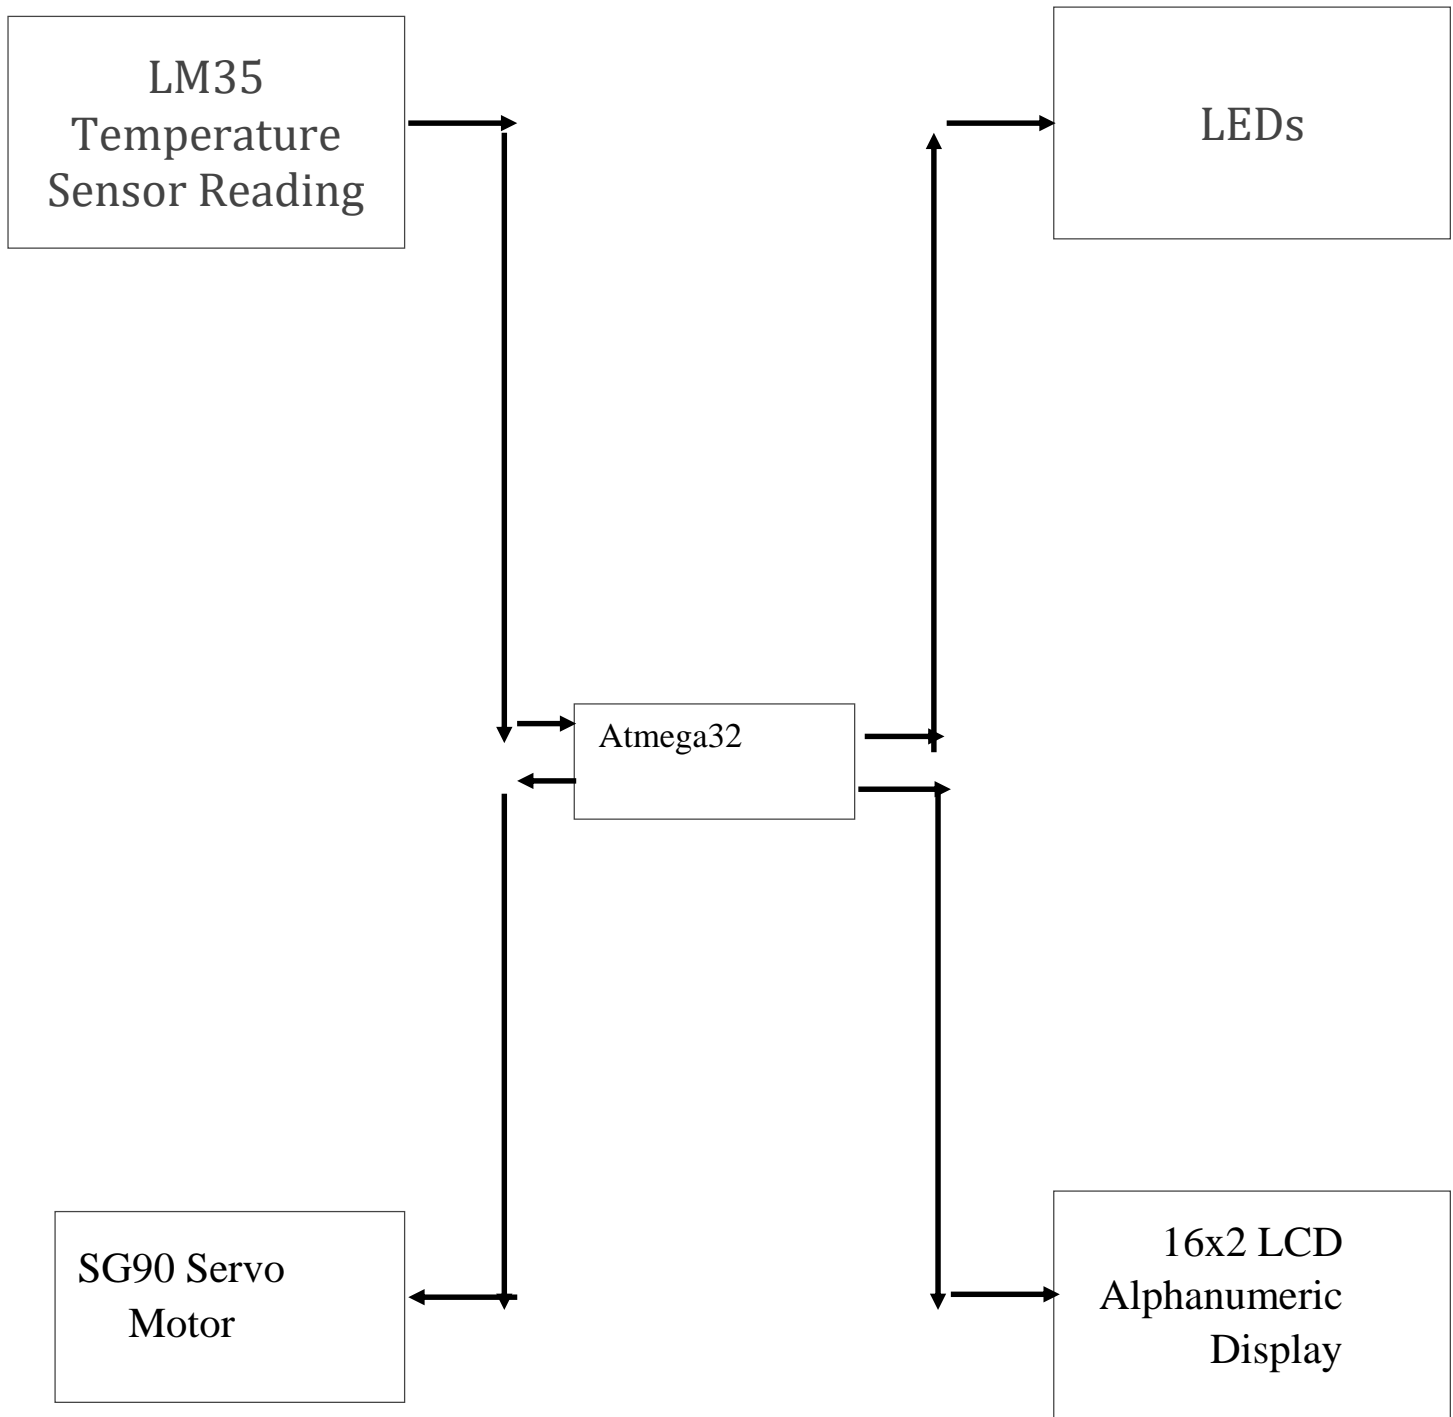 LM35
Temperature
Sensor Reading
LEDs
Atmega32
SG90 Servo
Motor
16x2 LCD
Alphanumeric
Display